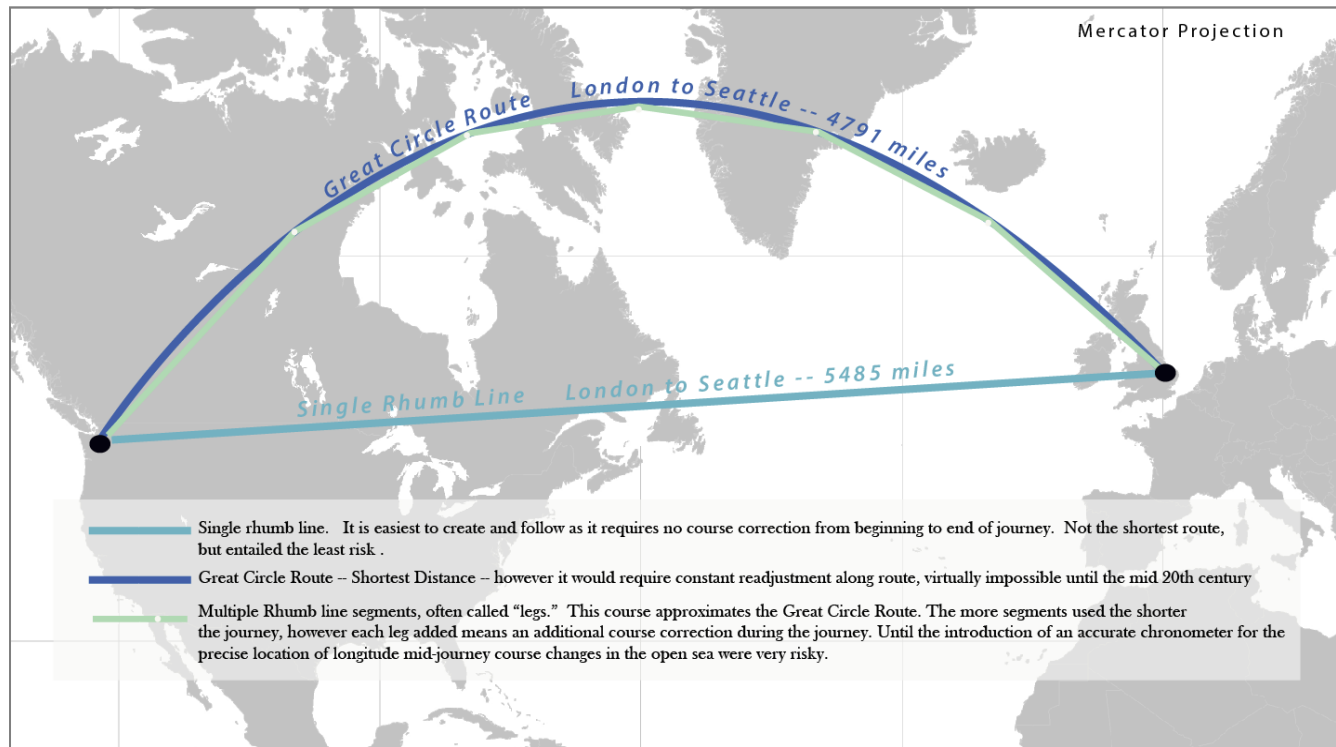 Mercator Projection
Great Circle Route London to Seattle -- 4791 miles
Single Rhumb Line London to Seattle -- 5485 miles
Single rhumb line. It is easiest to create and follow as it requires no course correction from beginning to end of journey. Not the shortest route,
but entailed the least risk .
Great Circle Route -- Shortest Distance -- however it would require constant readjustment along route, virtually impossible until the mid 20th century
Multiple Rhumb line segments, often called “legs.” This course approximates the Great Circle Route. The more segments used the shorter
the journey, however each leg added means an additional course correction during the journey. Until the introduction of an accurate chronometer for the
precise location of longitude mid-journey course changes in the open sea were very risky.